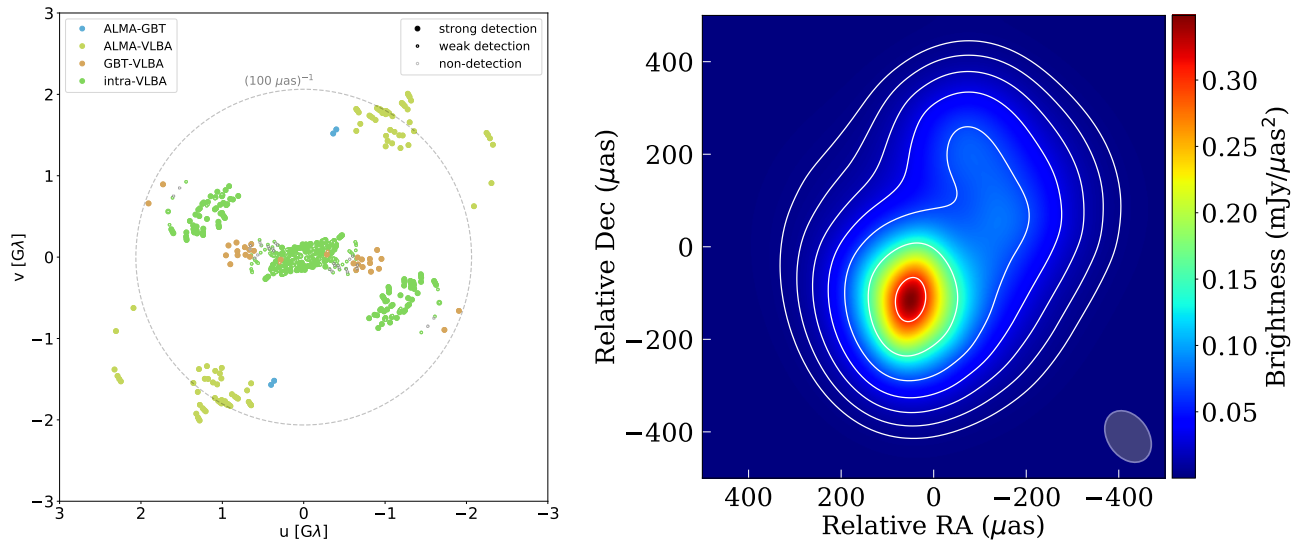 ALMA-GBT
ALMA-VLBA
GBT-VLBA
intra-VLBA
strong detection
weak detection
non-detection
(100 μas)⁻¹
3
2
1
0
−1
−2
−3
v [Gλ]
3 2 1 0 −1 −2 −3
u [Gλ]
400
200
0
−200
−400
Relative Dec (μas)
400 200 0 −200 −400
Relative RA (μas)
0.30
0.25
0.20
0.15
0.10
0.05
Brightness (mJy/μas²)